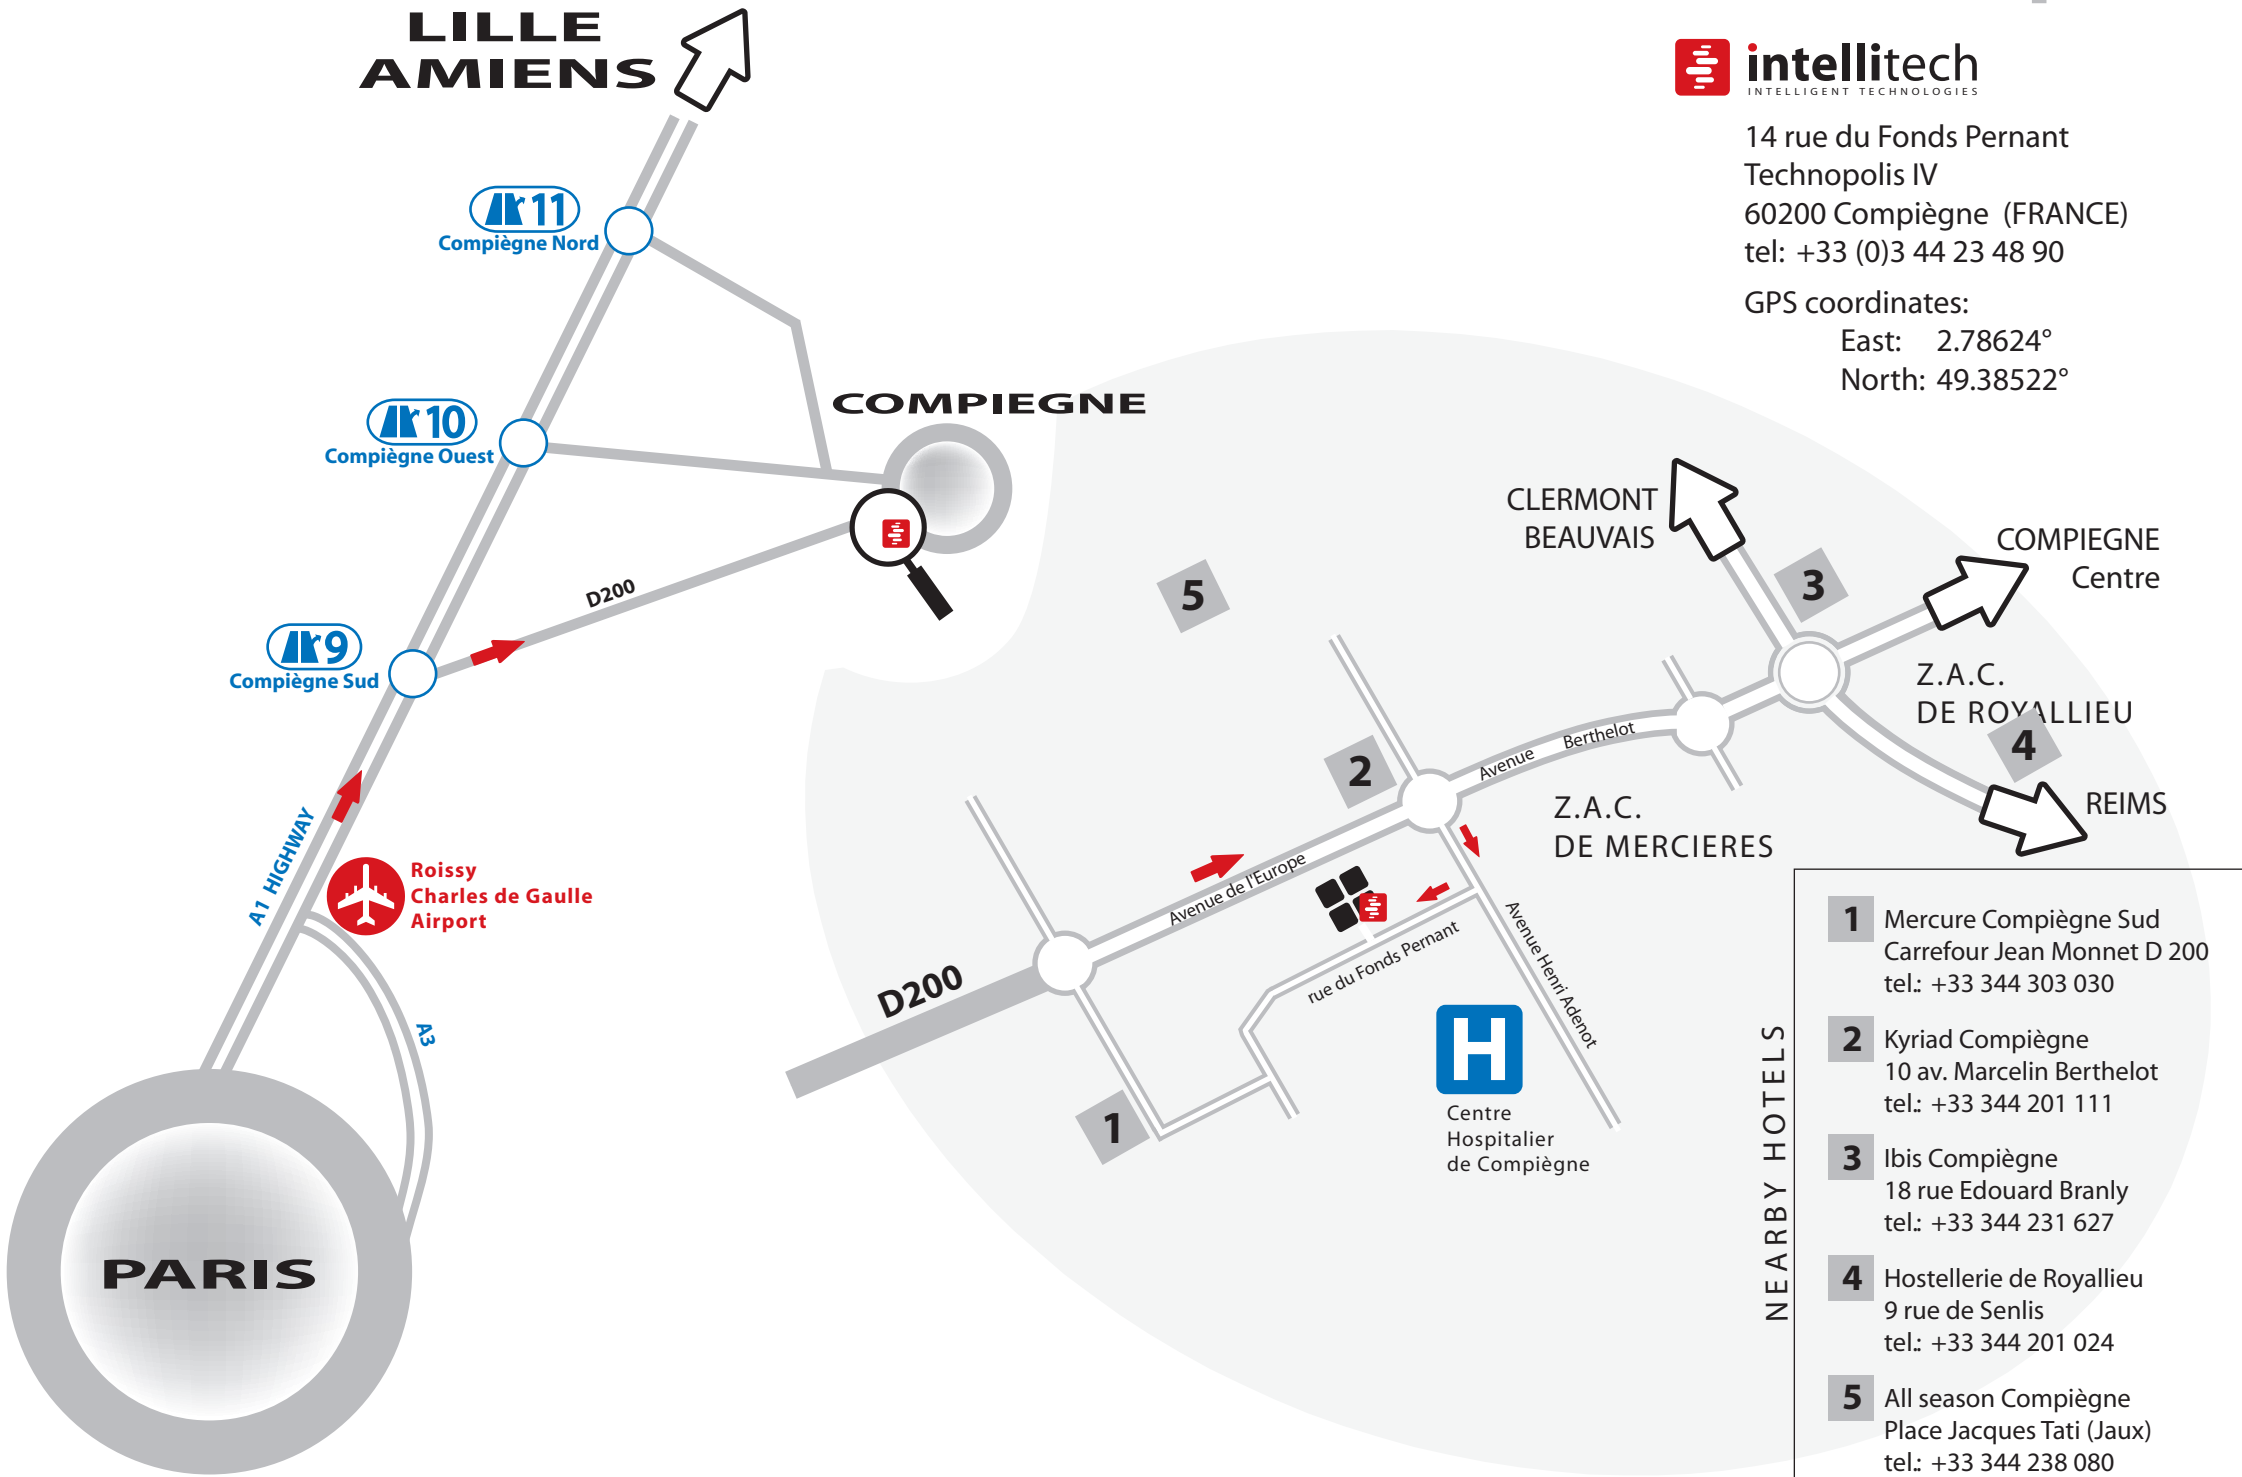 LILLE
AMIENS
11
Compiègne Nord
10
Compiègne Ouest
9
Compiègne Sud
D200
COMPIEGNE
A1 HIGHWAY
Roissy
Charles de Gaulle
Airport
A3
PARIS
intellitech
INTELLIGENT TECHNOLOGIES
14 rue du Fonds Pernant
Technopolis IV
60200 Compiègne (FRANCE)
tel: +33 (0)3 44 23 48 90
GPS coordinates:
East: 2.78624°
North: 49.38522°
CLERMONT
BEAUVAIS
COMPIEGNE
Centre
5
3
Z.A.C.
DE ROYALLIEU
4
REIMS
2
Avenue Berthelot
Z.A.C.
DE MERCIERES
Avenue de l'Europe
D200
rue du Fonds Pernant
Avenue Henri Adenot
H
Centre
Hospitalier
de Compiègne
1
NEARBY HOTELS
1 Mercure Compiègne Sud
Carrefour Jean Monnet D 200
tel.: +33 344 303 030
2 Kyriad Compiègne
10 av. Marcelin Berthelot
tel.: +33 344 201 111
3 Ibis Compiègne
18 rue Edouard Branly
tel.: +33 344 231 627
4 Hostellerie de Royallieu
9 rue de Senlis
tel.: +33 344 201 024
5 All season Compiègne
Place Jacques Tati (Jaux)
tel.: +33 344 238 080